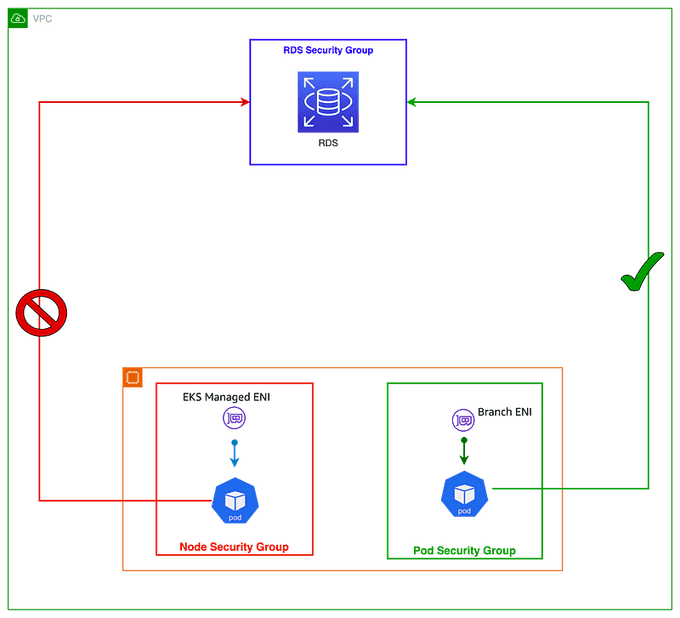 VPC
RDS Security Group
RDS
EKS Managed ENI
Branch ENI
pod
pod
Node Security Group
Pod Security Group